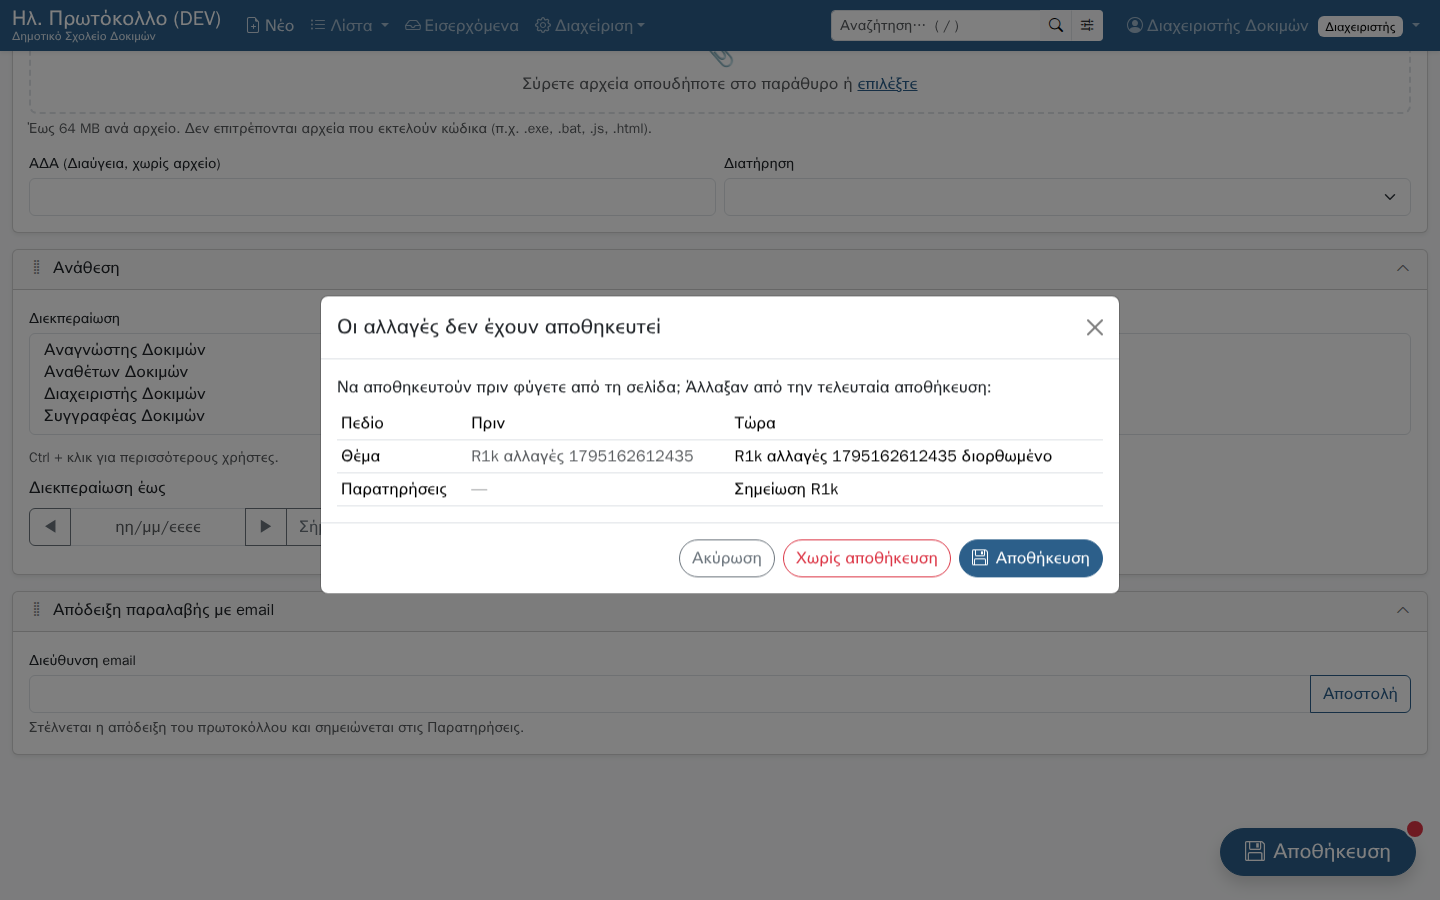 Ηλ. Πρωτόκολλο (DEV)
Δημοτικό Σχολείο Δοκιμών
Νέο
Λίστα
Εισερχόμενα
Διαχείριση
Αναζήτηση… ( / )
Διαχειριστής Δοκιμών
Διαχειριστής
Σύρετε αρχεία οπουδήποτε στο παράθυρο ή επιλέξτε
Έως 64 MB ανά αρχείο. Δεν επιτρέπονται αρχεία που εκτελούν κώδικα (π.χ. .exe, .bat, .js, .html).
ΑΔΑ (Διαύγεια, χωρίς αρχείο)
Διατήρηση
Ανάθεση
Διεκπεραίωση
Αναγνώστης Δοκιμών
Αναθέτων Δοκιμών
Διαχειριστής Δοκιμών
Συγγραφέας Δοκιμών
Ctrl + κλικ για περισσότερους χρήστες.
Διεκπεραίωση έως
◀ ηη/μμ/εεεε ▶
Οι αλλαγές δεν έχουν αποθηκευτεί
Να αποθηκευτούν πριν φύγετε από τη σελίδα; Άλλαξαν από την τελευταία αποθήκευση:
Πεδίο Πριν Τώρα
Θέμα R1k αλλαγές 1795162612435 R1k αλλαγές 1795162612435 διορθωμένο
Παρατηρήσεις — Σημείωση R1k
Ακύρωση
Χωρίς αποθήκευση
Αποθήκευση
Απόδειξη παραλαβής με email
Διεύθυνση email
Αποστολή
Στέλνεται η απόδειξη του πρωτοκόλλου και σημειώνεται στις Παρατηρήσεις.
Αποθήκευση